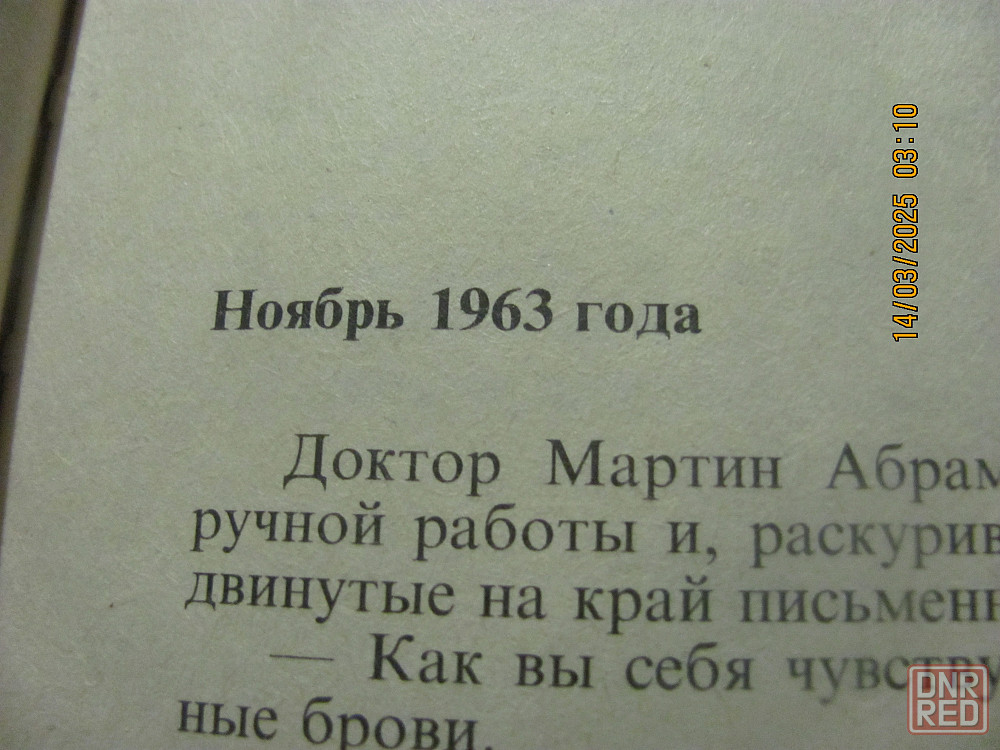 Ноябрь 1963 года
Доктор Мартин Абрам
ручной работы и, раскурив
двинутые на край письменн
— Как вы себя чувству
ные брови.
14/03/2025 03:10
DNR
RED